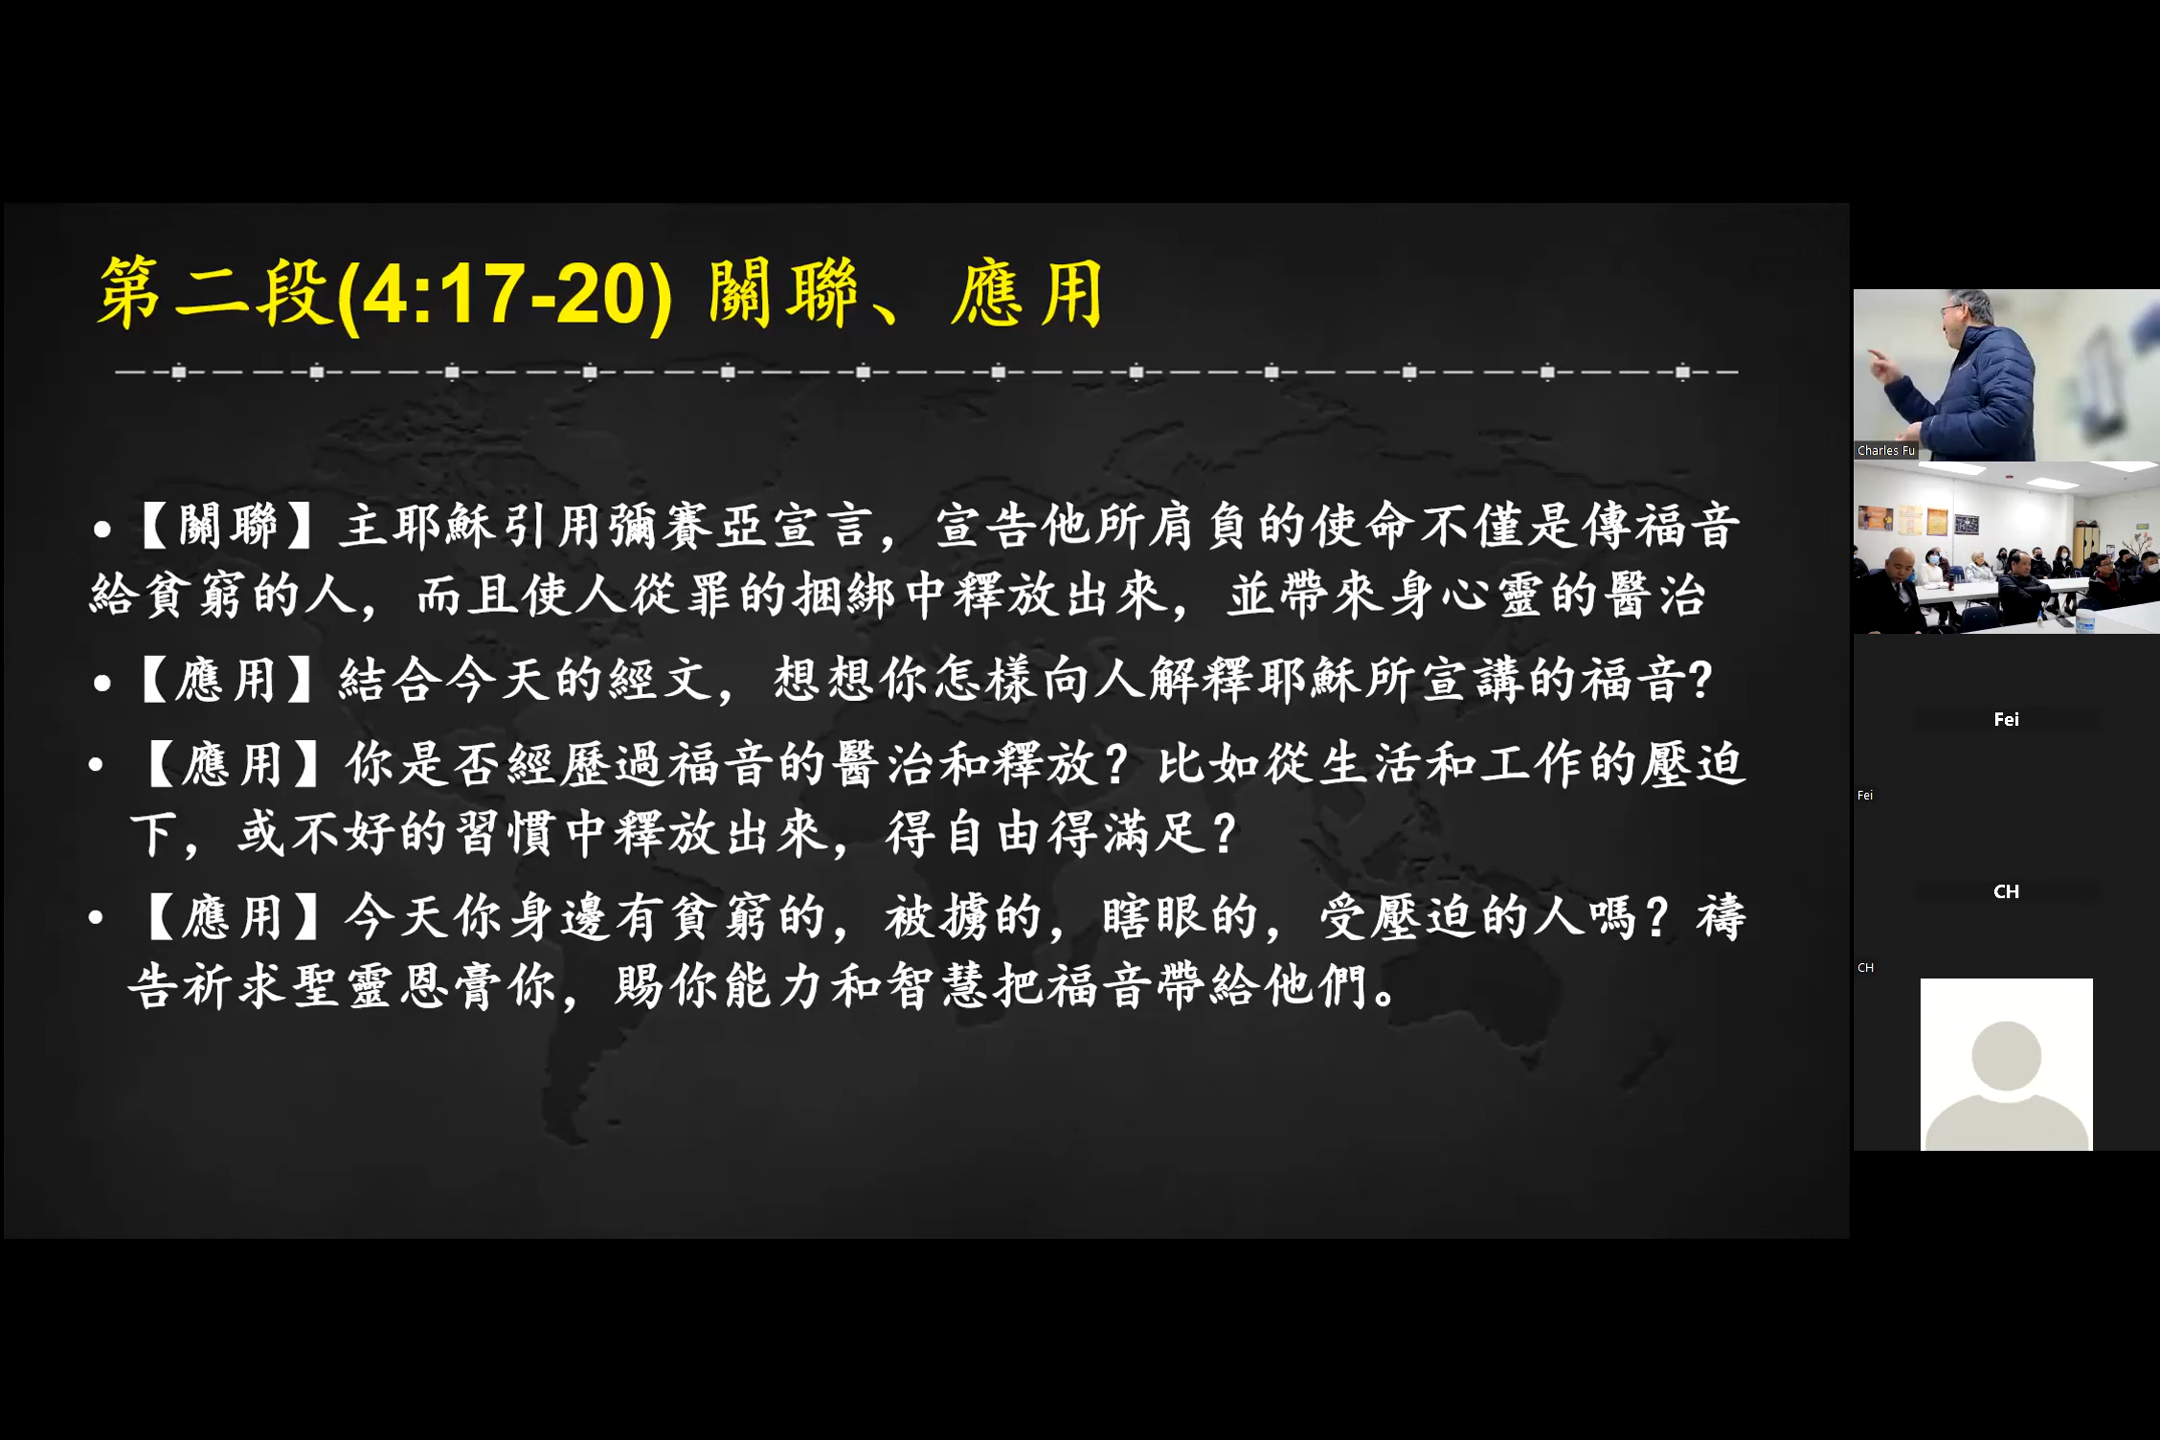 第二段(4:17-20) 關聯、應用
•【關聯】主耶穌引用彌賽亞宣言，宣告他所肩負的使命不僅是傳福音
給貧窮的人，而且使人從罪的捆綁中釋放出來，並帶來身心靈的醫治
•【應用】結合今天的經文，想想你怎樣向人解釋耶穌所宣講的福音?
• 【應用】你是否經歷過福音的醫治和釋放？比如從生活和工作的壓迫
下，或不好的習慣中釋放出來，得自由得滿足？
• 【應用】今天你身邊有貧窮的，被擄的，瞎眼的，受壓迫的人嗎？禱
告祈求聖靈恩膏你，賜你能力和智慧把福音帶給他們。
Charles Fu
Fei
Fei
CH
CH